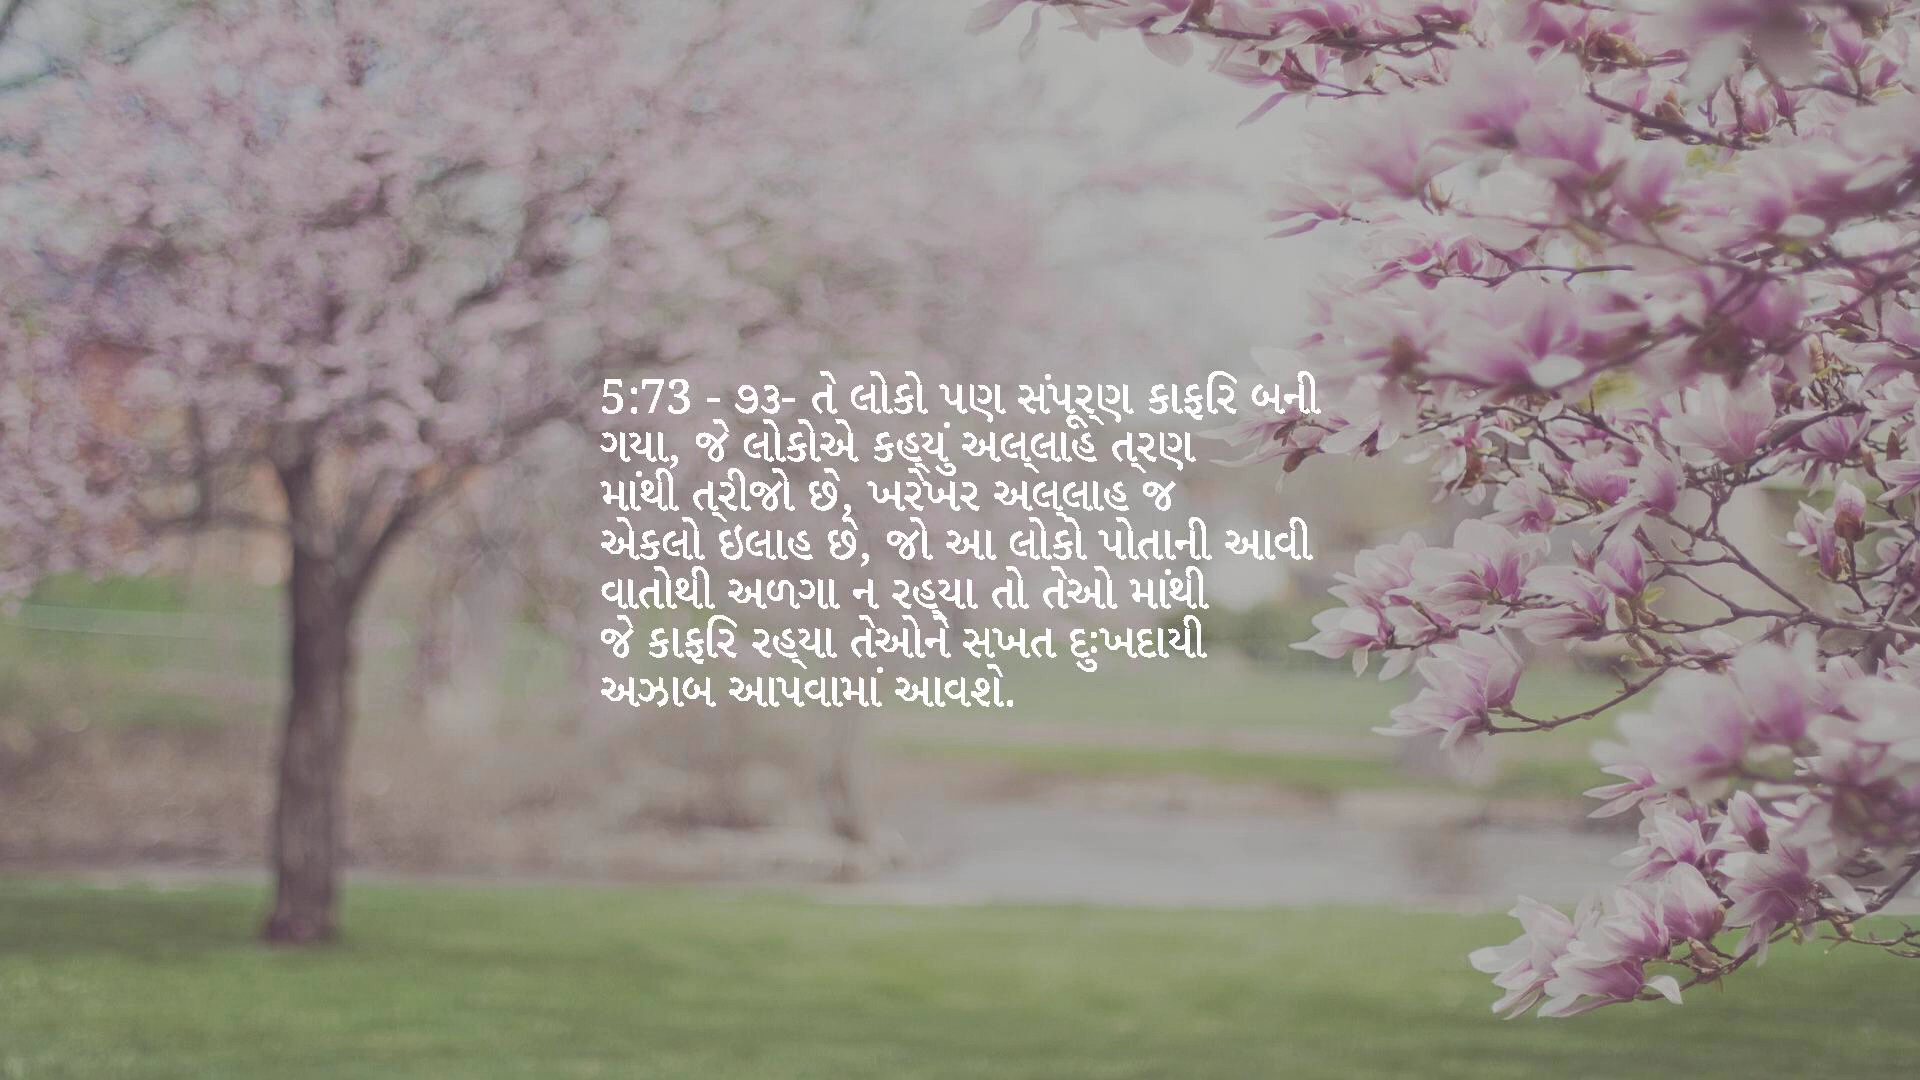 5:73 - ૭૩- તે લોકો પણ સંપૂર્ણ કાફિર બની
ગયા, જે લોકોએ કહ્યું અલ્લાહ ત્રણ
માંથી ત્રીજો છે, ખરેખર અલ્લાહ જ
એકલો ઇલાહ છે, જો આ લોકો પોતાની આવી
વાતોથી અળગા ન રહ્યા તો તેઓ માંથી
જે કાફિર રહ્યા તેઓને સખત દુઃખદાયી
અઝાબ આપવામાં આવશે.